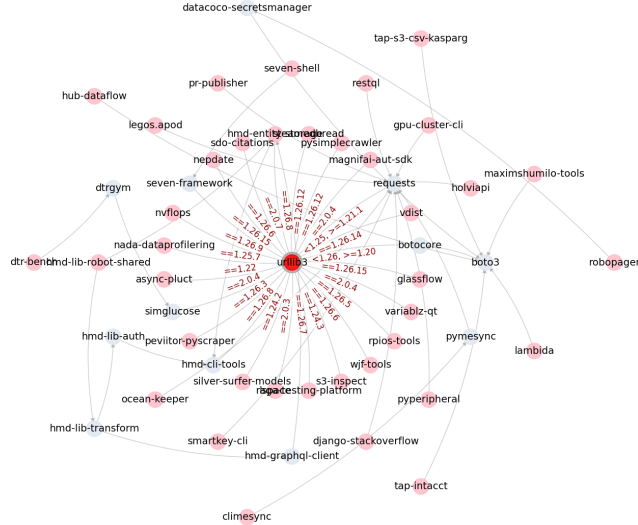 datacoco-secretsmanager
tap-s3-csv-kasparg
seven-shell
pr-publisher
restql
hub-dataflow
legos.apod
gpu-cluster-cli
sdo-citations
pysimplecrawler
nepdate
magnifai-aut-sdk
maximshumilo-tools
dtrgym
seven-framework
requests
holviapi
nvflops
vdist
nada-dataprofilering
botocore
dtr-bench
hmd-lib-robot-shared
urllib3
boto3
robopager
async-pluct
glassflow
simglucose
variablz-qt
hmd-lib-auth
peviitor-pyscraper
rpios-tools
pymesync
lambida
hmd-cli-tools
wjf-tools
silver-surfer-models
s3-inspect
ocean-keeper
pyperipheral
hmd-lib-transform
smartkey-cli
django-stackoverflow
hmd-graphql-client
tap-intacct
climesync
==1.26.12
==1.26.12
==2.0.4
<1.25, >=1.21.1
==1.26.14
<1.26, >=1.20
==1.26.15
==2.0.4
==1.26.5
==1.26.6
==1.24.3
==1.26.7
==2.0.3
==1.24.2
==1.26.8
==1.22
==1.25.7
==1.26.9
==1.26.15
==1.26.6
==2.0.7
==1.26.8